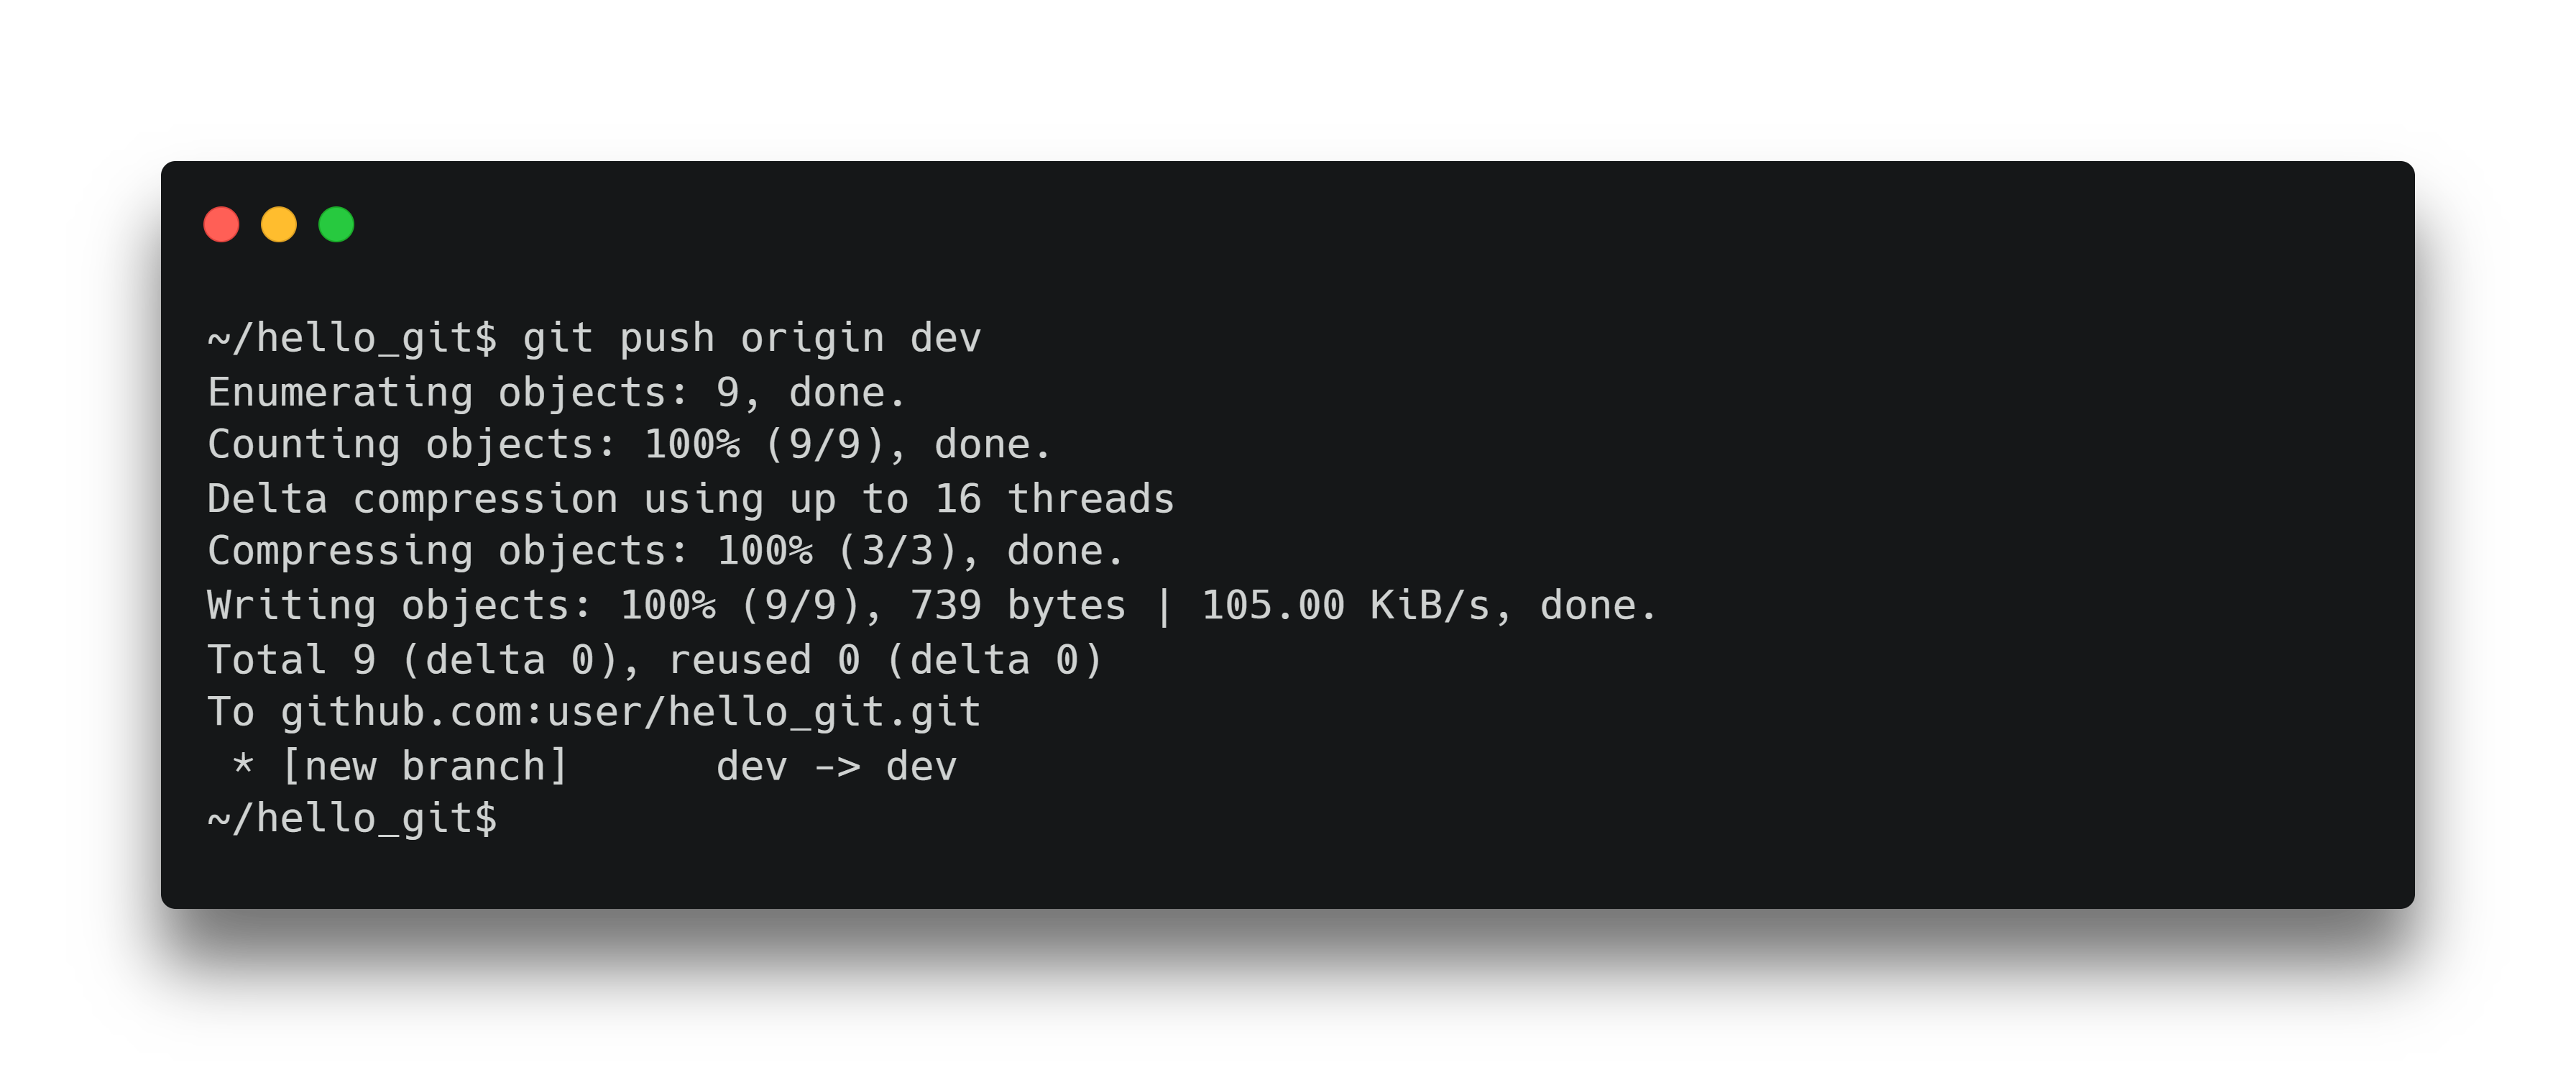 ~/hello_git$ git push origin dev
Enumerating objects: 9, done.
Counting objects: 100% (9/9), done.
Delta compression using up to 16 threads
Compressing objects: 100% (3/3), done.
Writing objects: 100% (9/9), 739 bytes | 105.00 KiB/s, done.
Total 9 (delta 0), reused 0 (delta 0)
To github.com:user/hello_git.git
 * [new branch]      dev -> dev
~/hello_git$